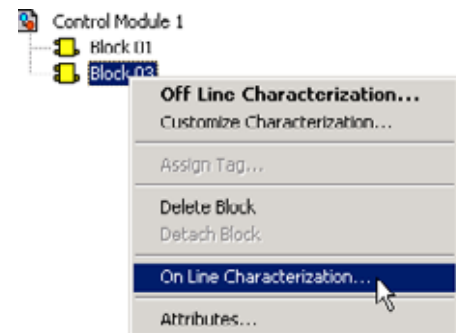 Control Module 1
Block 01
Block 03
Off Line Characterization...
Customize Characterization...
Assign Tag...
Delete Block
Detach Block
On Line Characterization...
Attributes...